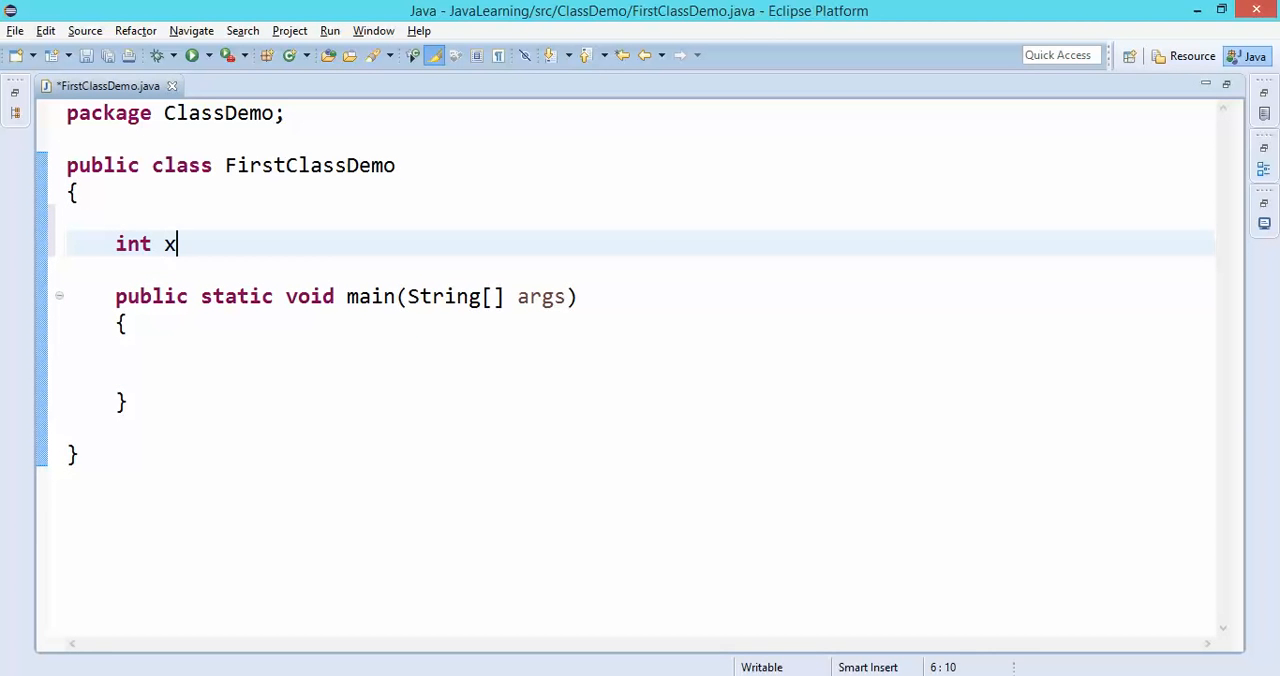 Java - JavaLearning/src/ClassDemo/FirstClassDemo.java - Eclipse Platform
File Edit Source Refactor Navigate Search Project Run Window Help
Quick Access Resource Java
*FirstClassDemo.java
package ClassDemo;
public class FirstClassDemo
{
int x
public static void main(String[] args)
{
}
}
Writable Smart Insert 6 : 10